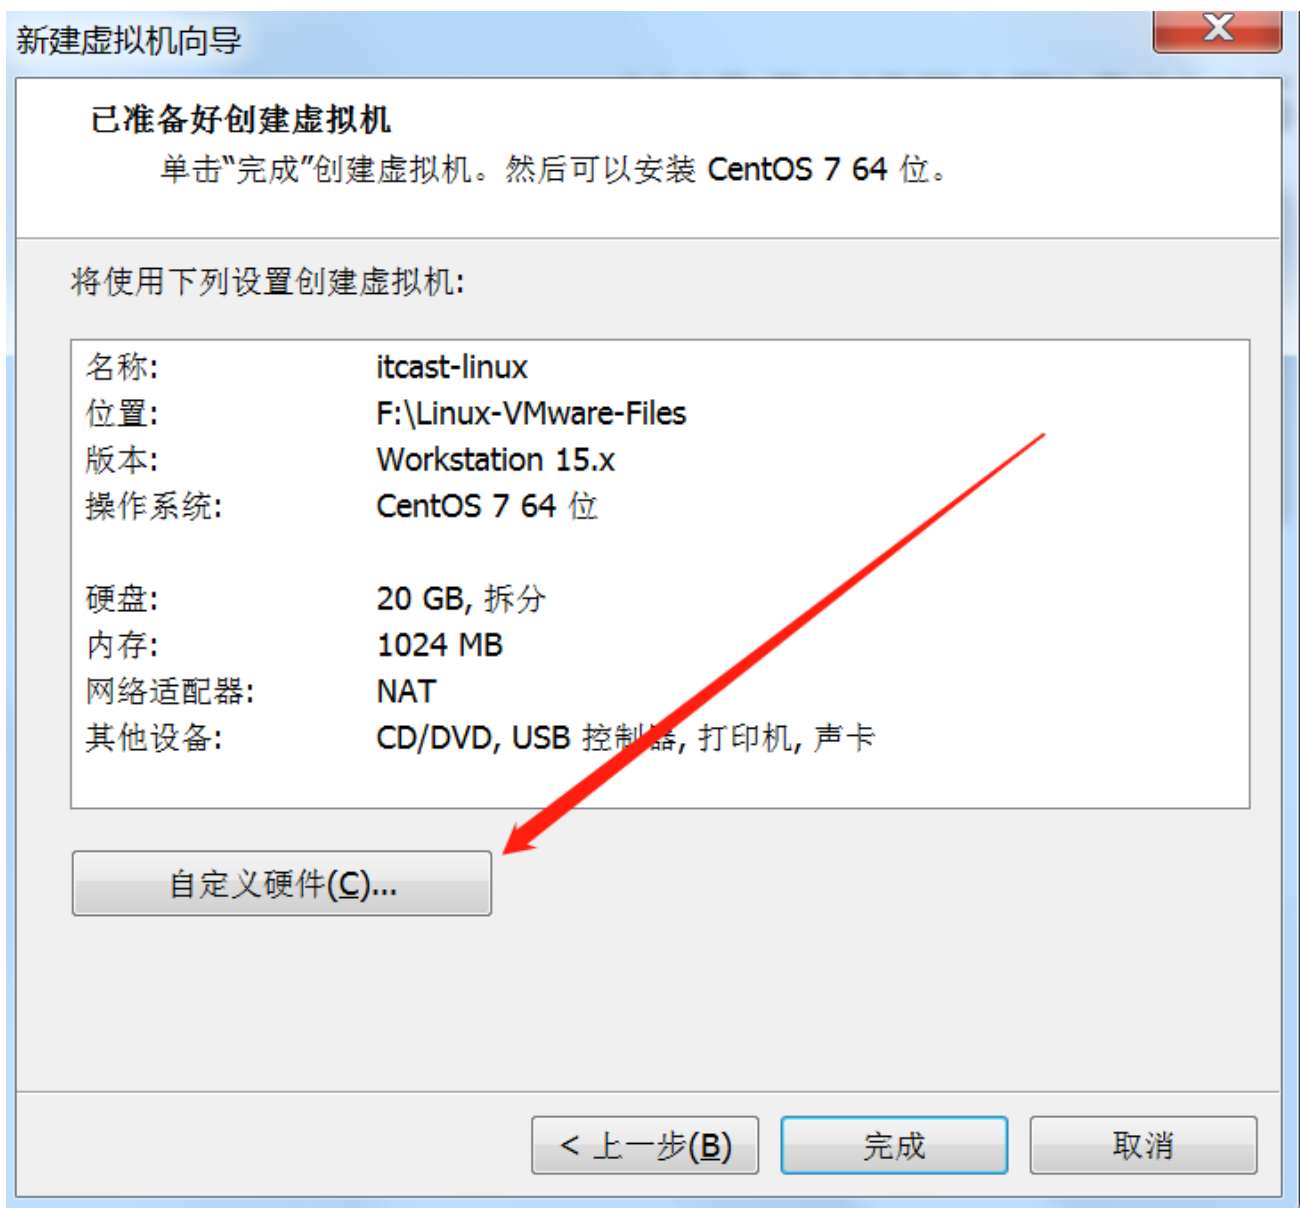 新建虚拟机向导
已准备好创建虚拟机
单击“完成”创建虚拟机。然后可以安装 CentOS 7 64 位。
将使用下列设置创建虚拟机:
名称: itcast-linux
位置: F:\Linux-VMware-Files
版本: Workstation 15.x
操作系统: CentOS 7 64 位
硬盘: 20 GB, 拆分
内存: 1024 MB
网络适配器: NAT
其他设备: CD/DVD, USB 控制器, 打印机, 声卡
自定义硬件(C)...
< 上一步(B) 完成 取消